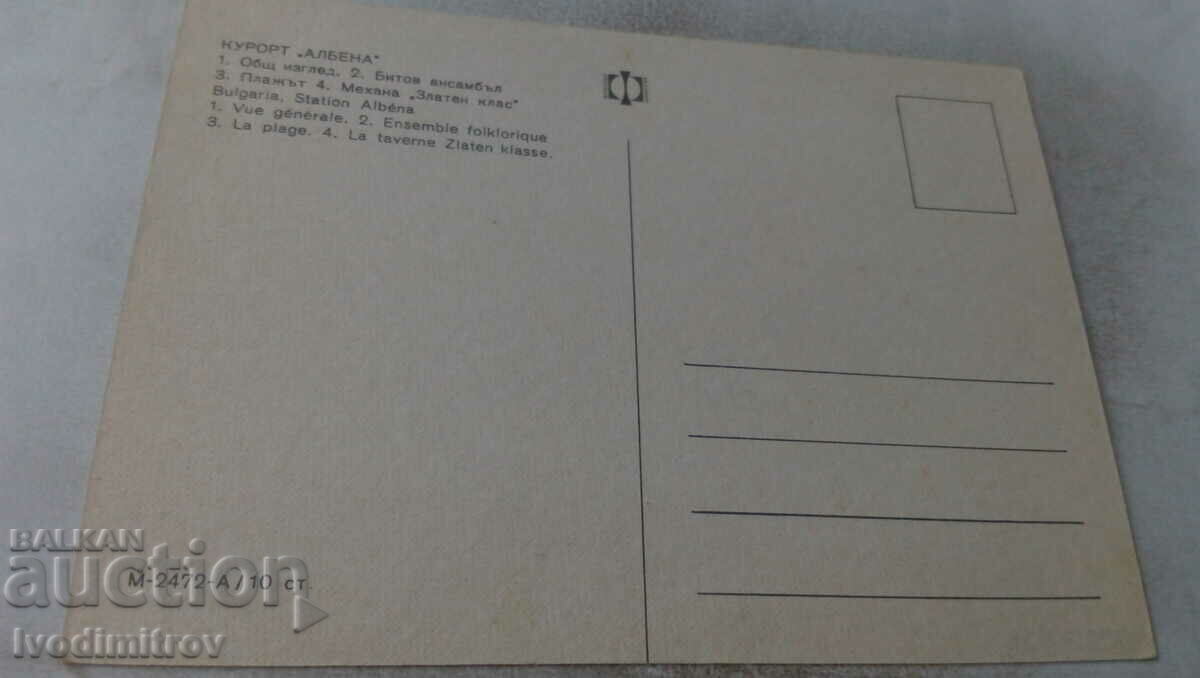 КУРОРТ „АЛБЕНА"
1. Общ изглед. 2. Битов ансамбъл
3. Плажът 4. Механа „Златен клас"
Bulgaria, Station Albéna
1. Vue générale. 2. Ensemble folklorique
3. La plage. 4. La taverne Zlaten klasse.
М-2472-А / 10 ст.
BALKAN
auction
Ivodimitrov